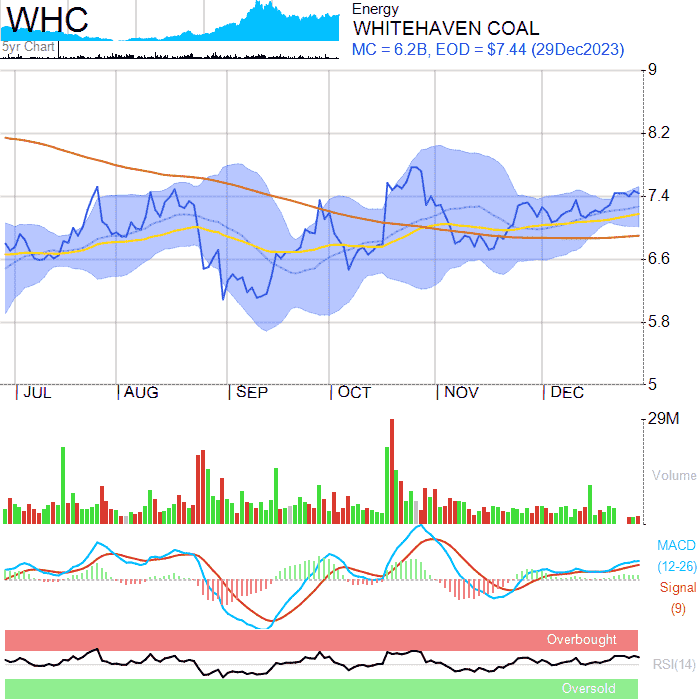 WHC
5yr Chart
Energy
WHITEHAVEN COAL
MC = 6.2B, EOD = $7.44 (29Dec2023)
9
8.2
7.4
6.6
5.8
5
JUL AUG SEP OCT NOV DEC
29M
Volume
MACD
(12-26)
Signal
(9)
Overbought
RSI(14)
Oversold